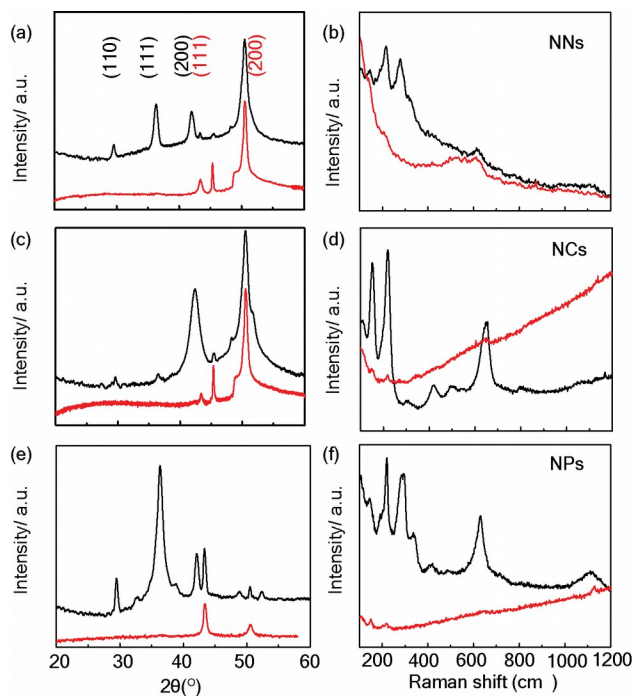 (a)
(110)
(111)
(200)
(111)
(200)
Intensity/ a.u.
(b)
NNs
Intensity/ a.u.
(c)
Intensity/ a.u.
(d)
NCs
Intensity/ a.u.
(e)
Intensity/ a.u.
20 30 40 50 60
2θ(°)
(f)
NPs
Intensity/ a.u.
200 400 600 800 1000 1200
Raman shift (cm )